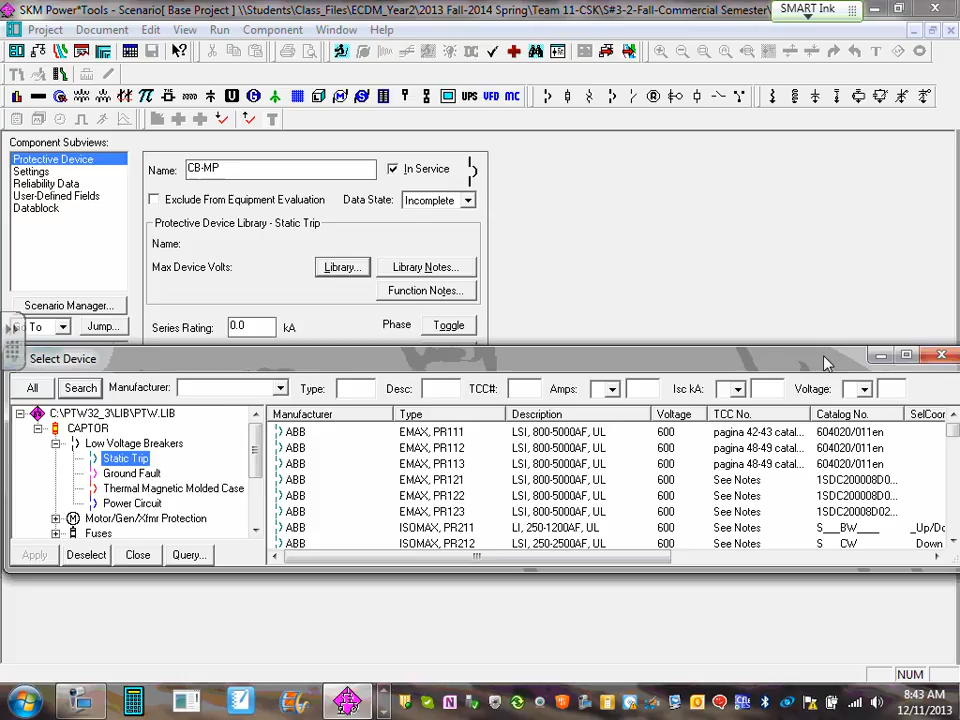 SKM Power*Tools - Scenario[ Base Project ] \\Students\Class_Files\ECDM_Year2\2013 Fall-2014 Spring\Team 11-CSK\S#3-2-Fall-Commercial Semester\
SMART Ink
Project Document Edit View Run Component Window Help
UPS VFD MC
Component Subviews:
Protective Device
Settings
Reliability Data
User-Defined Fields
Datablock
Scenario Manager...
To Jump...
Name: CB-MP In Service
Exclude From Equipment Evaluation Data State: Incomplete
Protective Device Library - Static Trip
Name:
Max Device Volts: Library... Library Notes...
Function Notes...
Series Rating: 0.0 kA Phase Toggle
Select Device
All Search Manufacturer: Type: Desc: TCC#: Amps: Isc kA: Voltage:
C:\PTW32_3\LIB\PTW.LIB
CAPTOR
Low Voltage Breakers
Static Trip
Ground Fault
Thermal Magnetic Molded Case
Power Circuit
Motor/Gen/Xfmr Protection
Fuses
Apply Deselect Close Query...
Manufacturer Type Description Voltage TCC No. Catalog No. SelCoor
ABB EMAX, PR111 LSI, 800-5000AF, UL 600 pagina 42-43 catal... 604020/011en
ABB EMAX, PR112 LSI, 800-5000AF, UL 600 pagina 48-49 catal... 604020/011en
ABB EMAX, PR113 LSI, 800-5000AF, UL 600 pagina 48-49 catal... 604020/011en
ABB EMAX, PR121 LSI, 800-5000AF, UL 600 See Notes 1SDC200008D0...
ABB EMAX, PR122 LSI, 800-5000AF, UL 600 See Notes 1SDC200008D0...
ABB EMAX, PR123 LSI, 800-5000AF, UL 600 See Notes 1SDC200008D02...
ABB ISOMAX, PR211 LI, 250-1200AF, UL 600 See Notes S___BW____ _Up/Do
ABB ISOMAX, PR212 LSI, 250-2500AF, UL 600 See Notes S CW Down
NUM
8:43 AM
12/11/2013